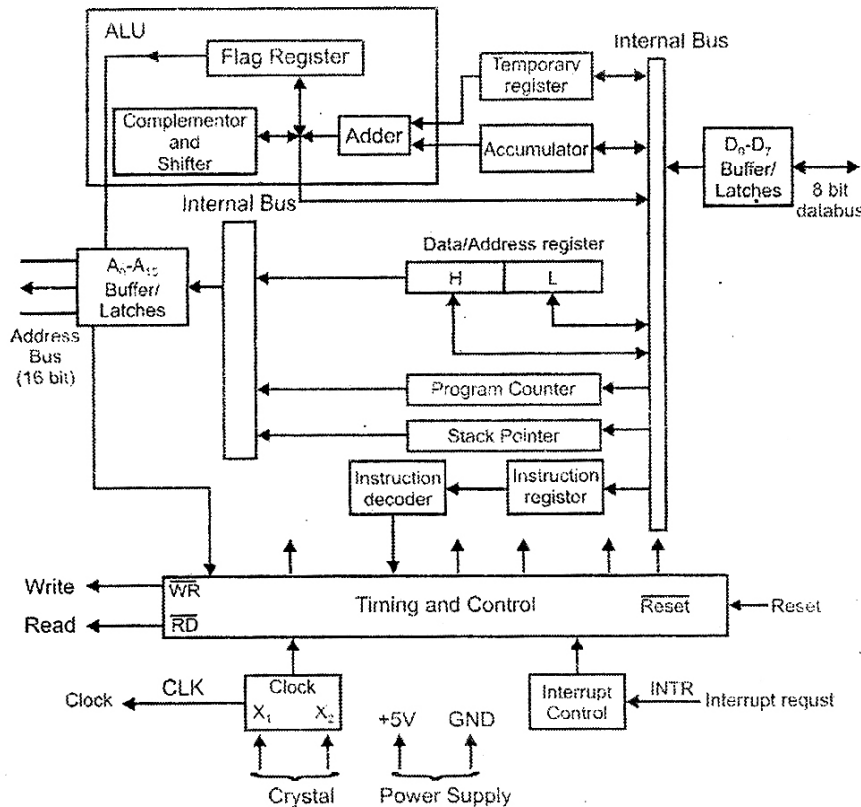 ALU
Flag Register
Internal Bus
Temporary
register
Complementor
and
Shifter
Adder
Accumulator
D₀-D₇
Buffer/
Latches
8 bit
databus
Internal Bus
Data/Address register
H
L
A₀-A₁₅
Buffer/
Latches
Address
Bus
(16 bit)
Program Counter
Stack Pointer
Instruction
decoder
Instruction
register
Write
WR
Timing and Control
Reset
Reset
Read
RD
Clock
CLK
Clock
X₁
X₂
+5V
GND
Interrupt
Control
INTR
Interrupt requst
Crystal
Power Supply